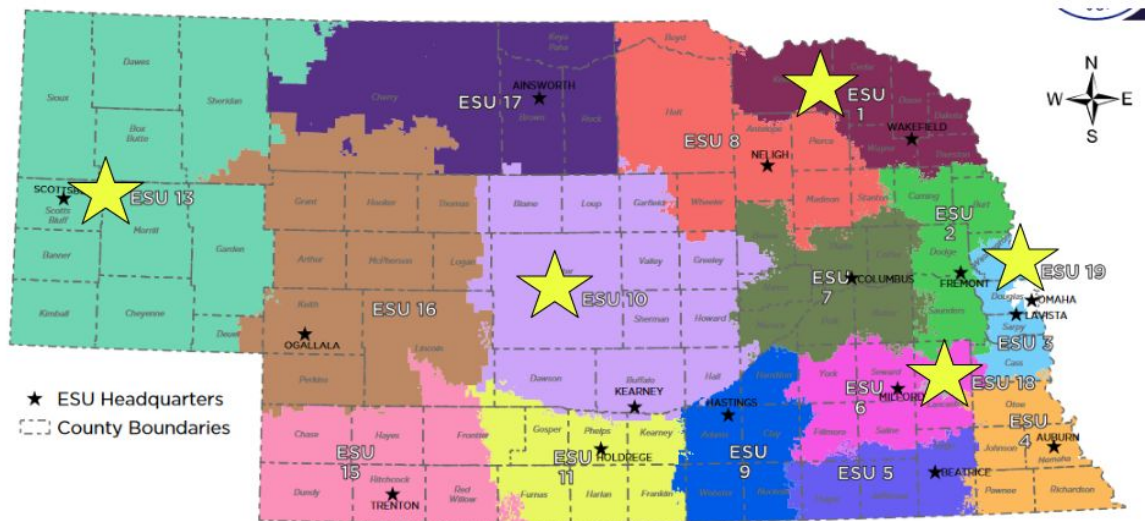 N
W E
S
Dawes
Sioux
Sheridan
Box Butte
Cherry
Keya Paha
Boyd
Brown
Rock
Holt
AINSWORTH
ESU 17
ESU 1
WAKEFIELD
Dakota
Wayne
Thurston
ESU 8
Antelope
Pierce
NELIGH
Wheeler
Madison
Stanton
Cuming
Burt
ESU 2
Dodge
FREMONT
Saunders
ESU 13
Scotts Bluff
Morrill
Banner
Garden
Kimball
Cheyenne
Deuel
Grant
Hooker
Thomas
Arthur
McPherson
Logan
Keith
ESU 16
OGALLALA
Lincoln
Perkins
Blaine
Loup
Garfield
Valley
Greeley
ESU 10
Sherman
Howard
Dawson
Buffalo
Hall
KEARNEY
ESU 7
COLUMBUS
ESU 19
Douglas
OMAHA
LAVISTA
Sarpy
ESU 3
Cass
Hamilton
York
Seward
ESU 6
MILFORD
ESU 18
Fillmore
Saline
HASTINGS
Adams
Clay
ESU 9
Webster
ESU 5
BEATRICE
Otoe
ESU 4
AUBURN
Johnson
Nemaha
Pawnee
Richardson
Chase
Hayes
Frontier
ESU 15
Hitchcock
Dundy
TRENTON
Red Willow
Gosper
Phelps
Kearney
ESU 11
HOLDREGE
Furnas
Harlan
Franklin
ESU Headquarters
County Boundaries